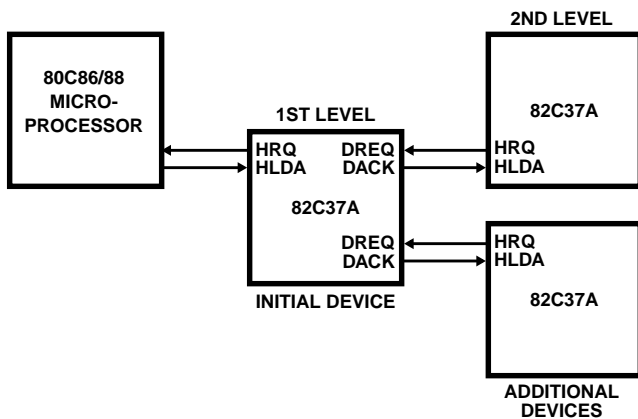 2ND LEVEL
80C86/88
MICRO-
PROCESSOR
82C37A
1ST LEVEL
HRQ
HLDA
DREQ
DACK
82C37A
DREQ
DACK
INITIAL DEVICE
HRQ
HLDA
HRQ
HLDA
82C37A
ADDITIONAL
DEVICES